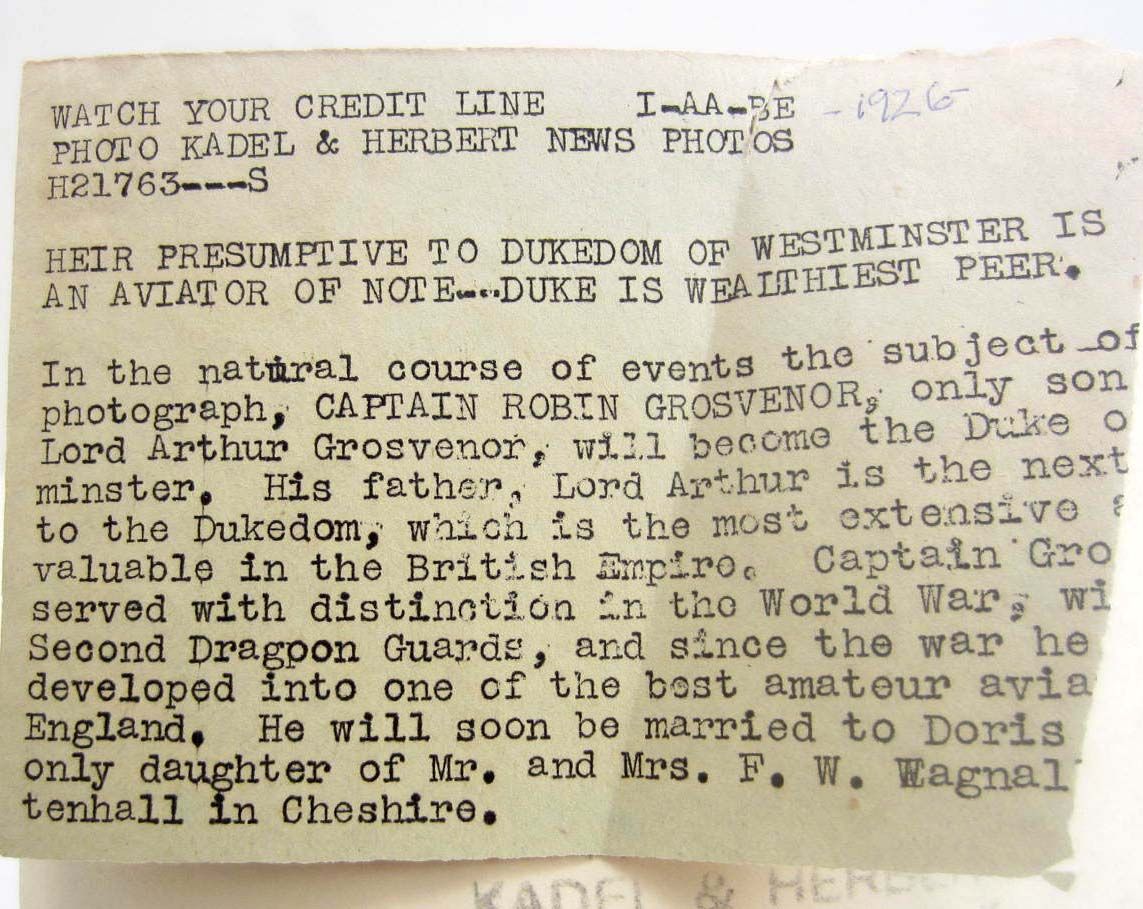 WATCH YOUR CREDIT LINE I-AA-BE -1926-
PHOTO KADEL & HERBERT NEWS PHOTOS
H21763---S
HEIR PRESUMPTIVE TO DUKEDOM OF WESTMINSTER IS
AN AVIATOR OF NOTE--..DUKE IS WEALTHIEST PEER.
In the natural course of events the subject of
photograph, CAPTAIN ROBIN GROSVENOR, only son
Lord Arthur Grosvenor, will become the Duke o
minster. His father, Lord Arthur is the next
to the Dukedom, which is the most extensive
valuable in the British Empire. Captain Gro
served with distinction in the World War, wi
Second Dragpon Guards, and since the war he
developed into one of the best amateur avia
England. He will soon be married to Doris
only daughter of Mr. and Mrs. F. W. Wagnal
tenhall in Cheshire.
KADEL & HERBE